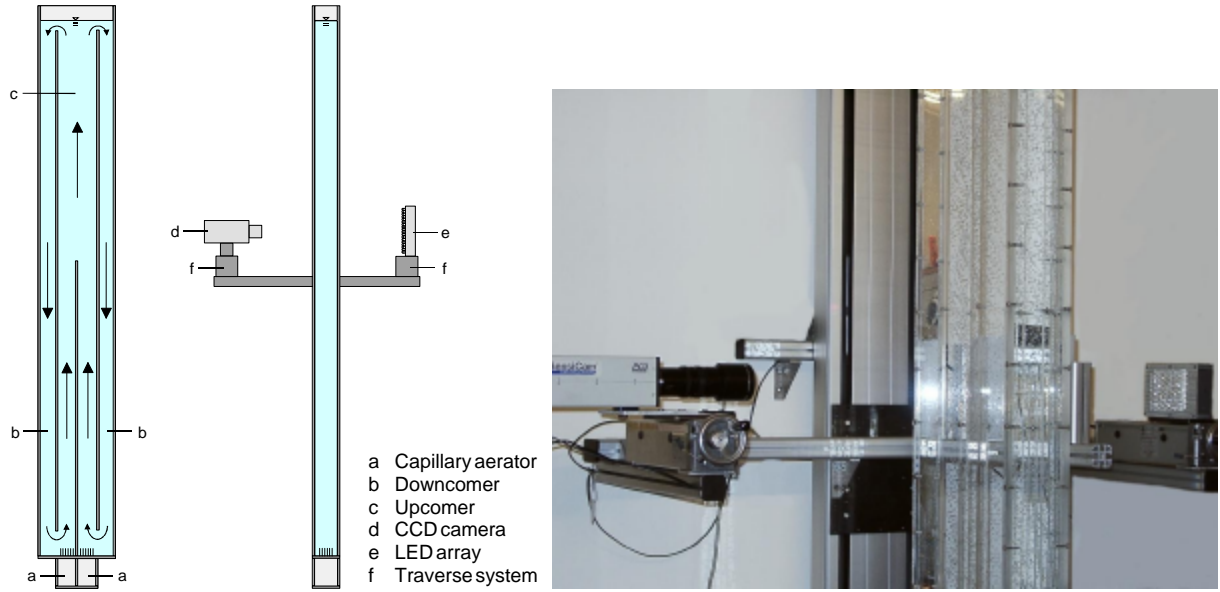 c
d
e
f
f
b
b
a
a
a Capillary aerator
b Downcomer
c Upcomer
d CCD camera
e LED array
f Traverse system